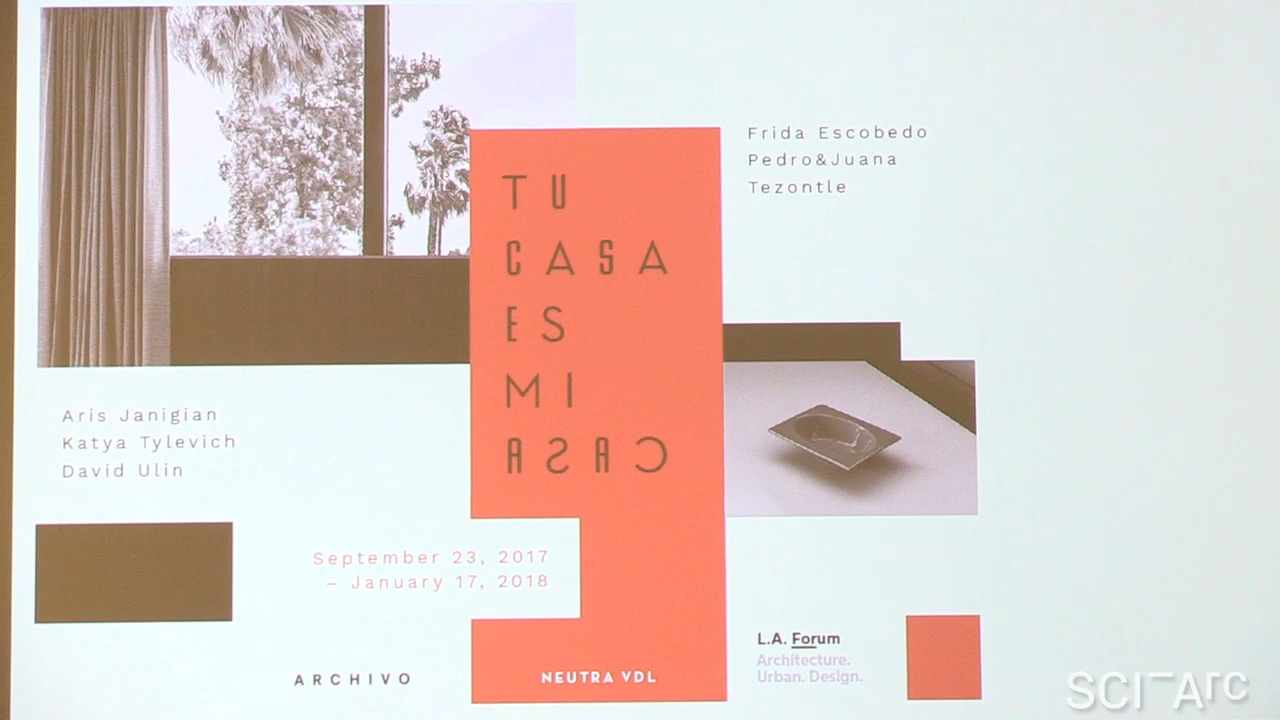 Frida Escobedo
Pedro&Juana
Tezontle
TU
CASA
ES
MI
CASA
Aris Janigian
Katya Tylevich
David Ulin
September 23, 2017
– January 17, 2018
ARCHIVO
NEUTRA VDL
L.A. Forum
Architecture.
Urban. Design.
SCI-Arc